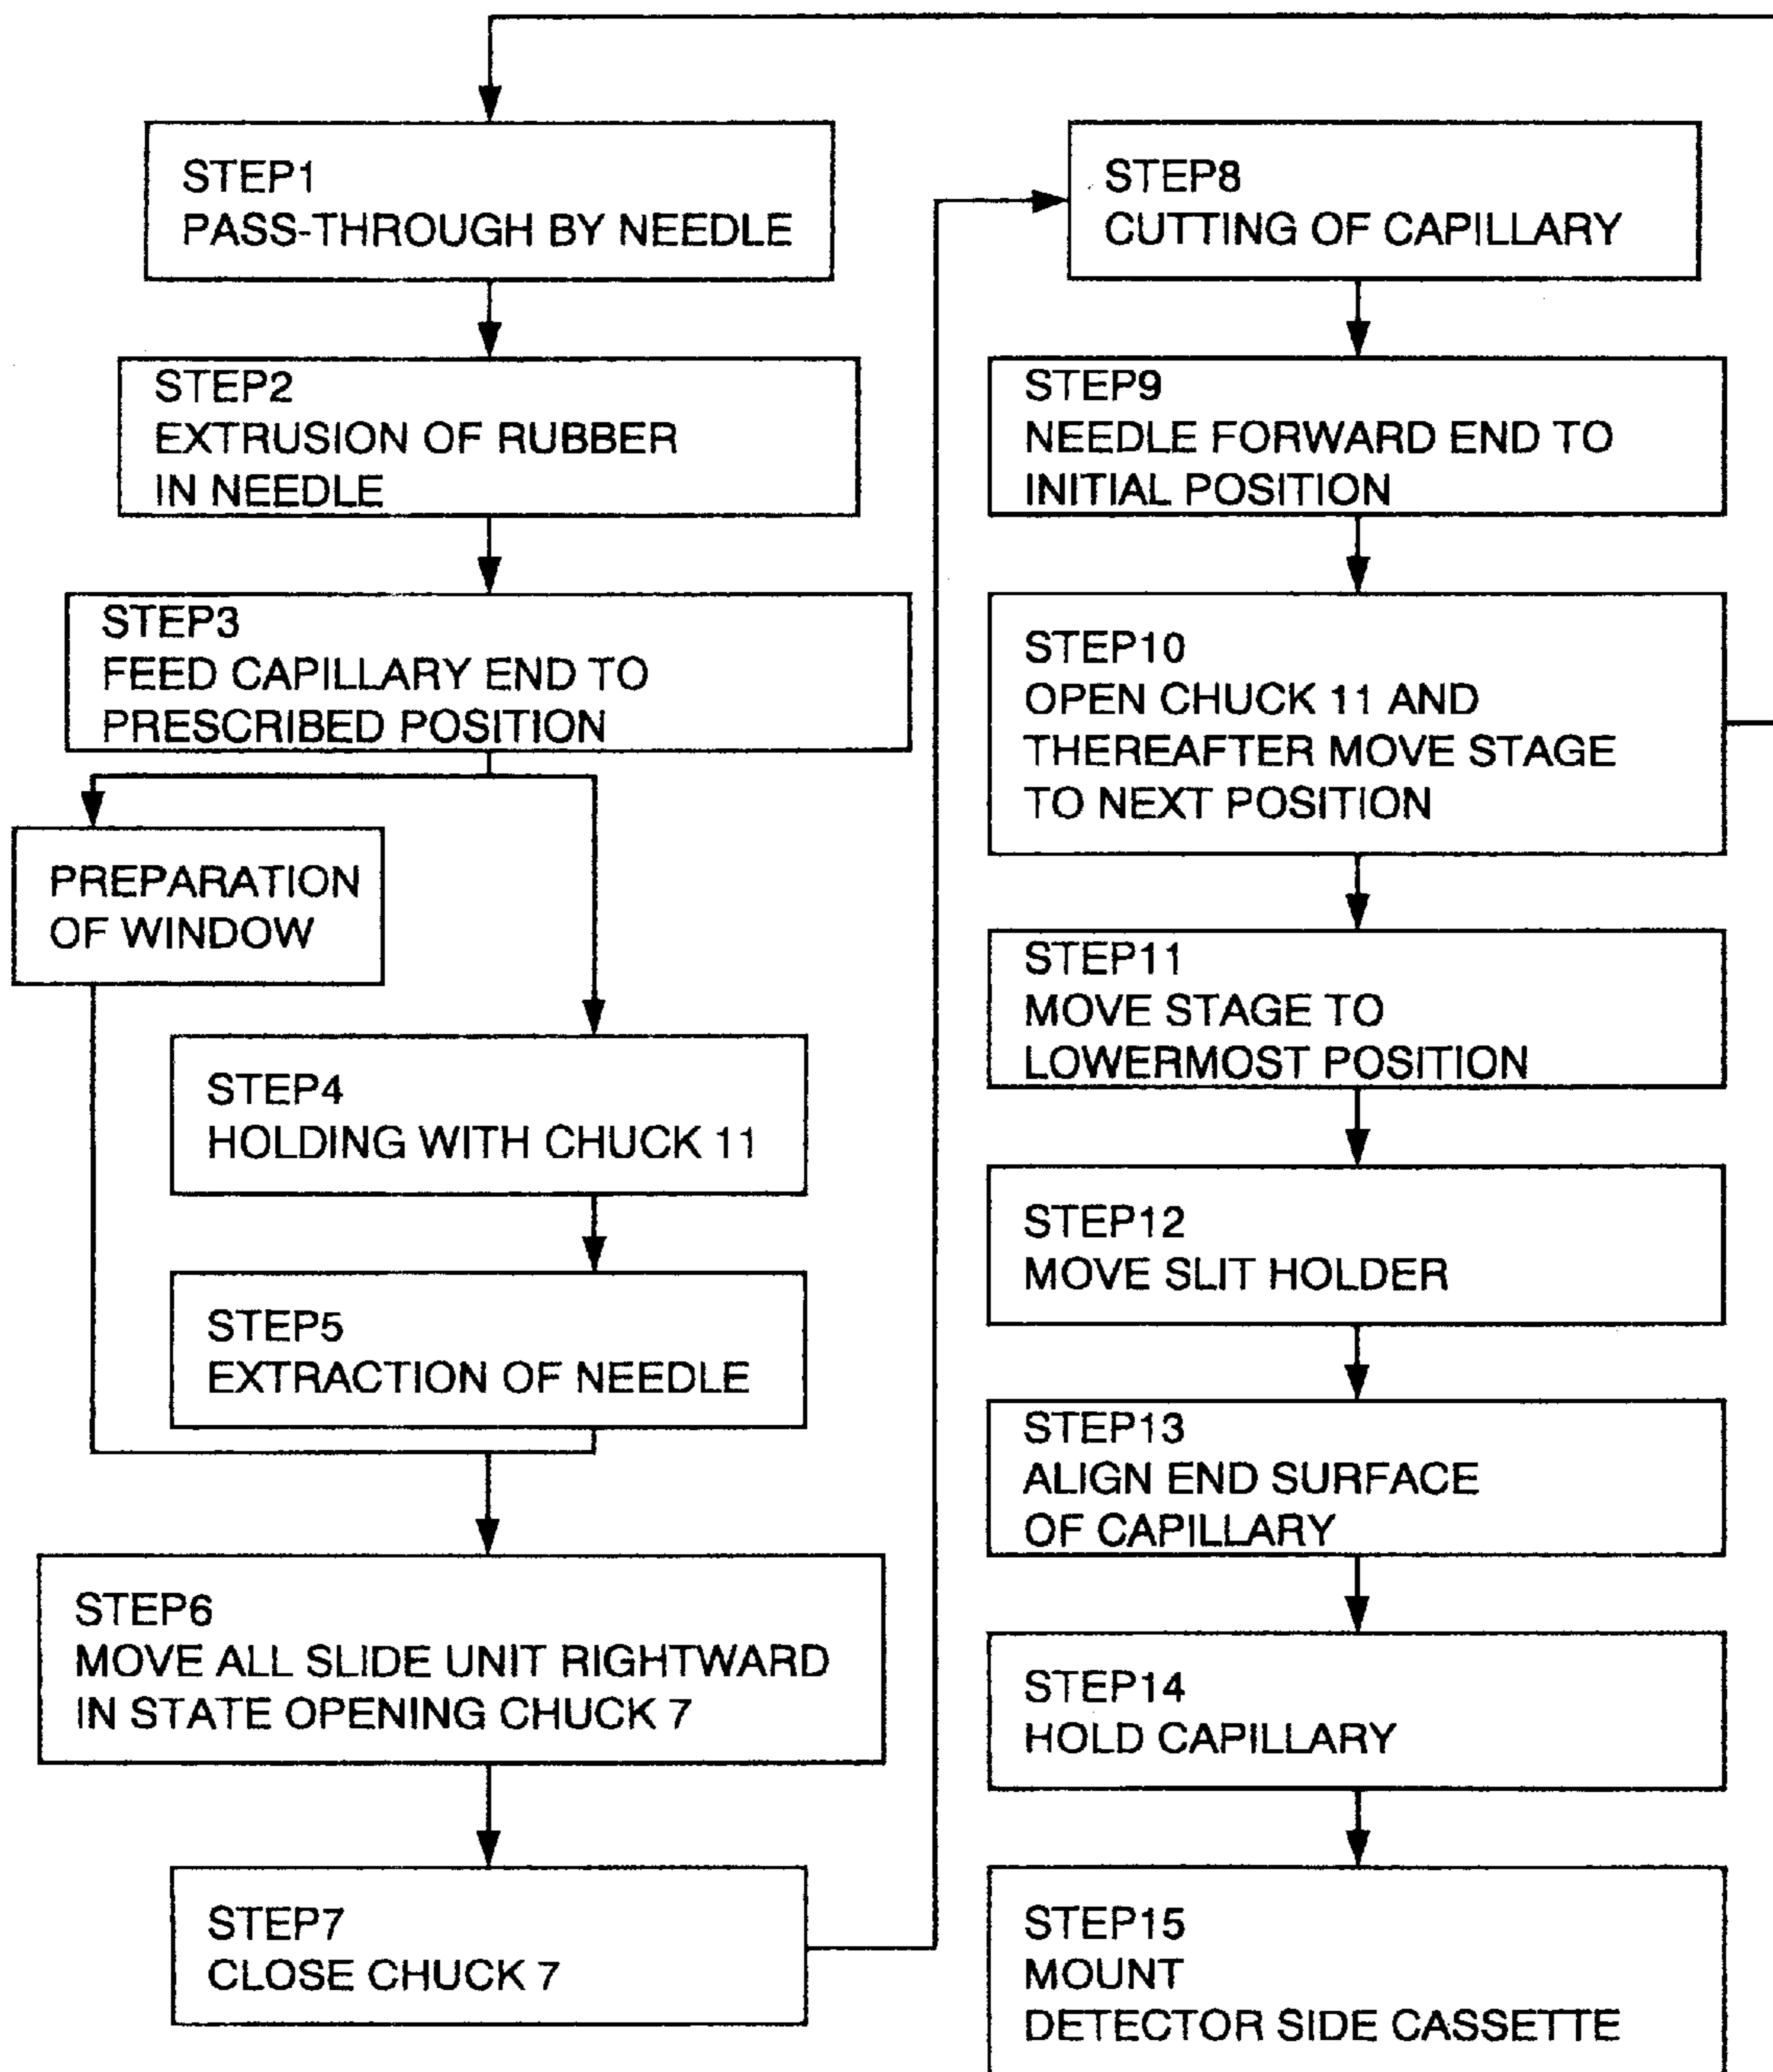 STEP1
PASS-THROUGH BY NEEDLE
STEP2
EXTRUSION OF RUBBER
IN NEEDLE
STEP3
FEED CAPILLARY END TO
PRESCRIBED POSITION
PREPARATION
OF WINDOW
STEP4
HOLDING WITH CHUCK 11
STEP5
EXTRACTION OF NEEDLE
STEP6
MOVE ALL SLIDE UNIT RIGHTWARD
IN STATE OPENING CHUCK 7
STEP7
CLOSE CHUCK 7
STEP8
CUTTING OF CAPILLARY
STEP9
NEEDLE FORWARD END TO
INITIAL POSITION
STEP10
OPEN CHUCK 11 AND
THEREAFTER MOVE STAGE
TO NEXT POSITION
STEP11
MOVE STAGE TO
LOWERMOST POSITION
STEP12
MOVE SLIT HOLDER
STEP13
ALIGN END SURFACE
OF CAPILLARY
STEP14
HOLD CAPILLARY
STEP15
MOUNT
DETECTOR SIDE CASSETTE